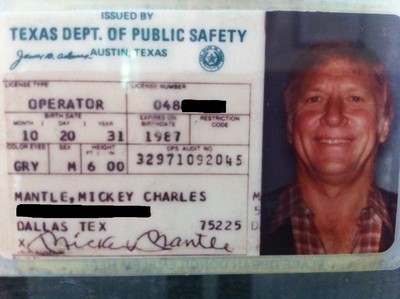 ISSUED BY
TEXAS DEPT. OF PUBLIC SAFETY
AUSTIN, TEXAS
LICENSE TYPE LICENSE NUMBER
OPERATOR 048
BIRTH DATE EXPIRES ON BIRTHDATE RESTRICTION CODE
MONTH DAY YEAR
10 20 31 1987
COLOR EYES SEX HEIGHT FT IN DPS AUDIT NO
GRY M 6 00 32971092045
MANTLE,MICKEY CHARLES
DALLAS TEX 75225
X Mickey Mantle